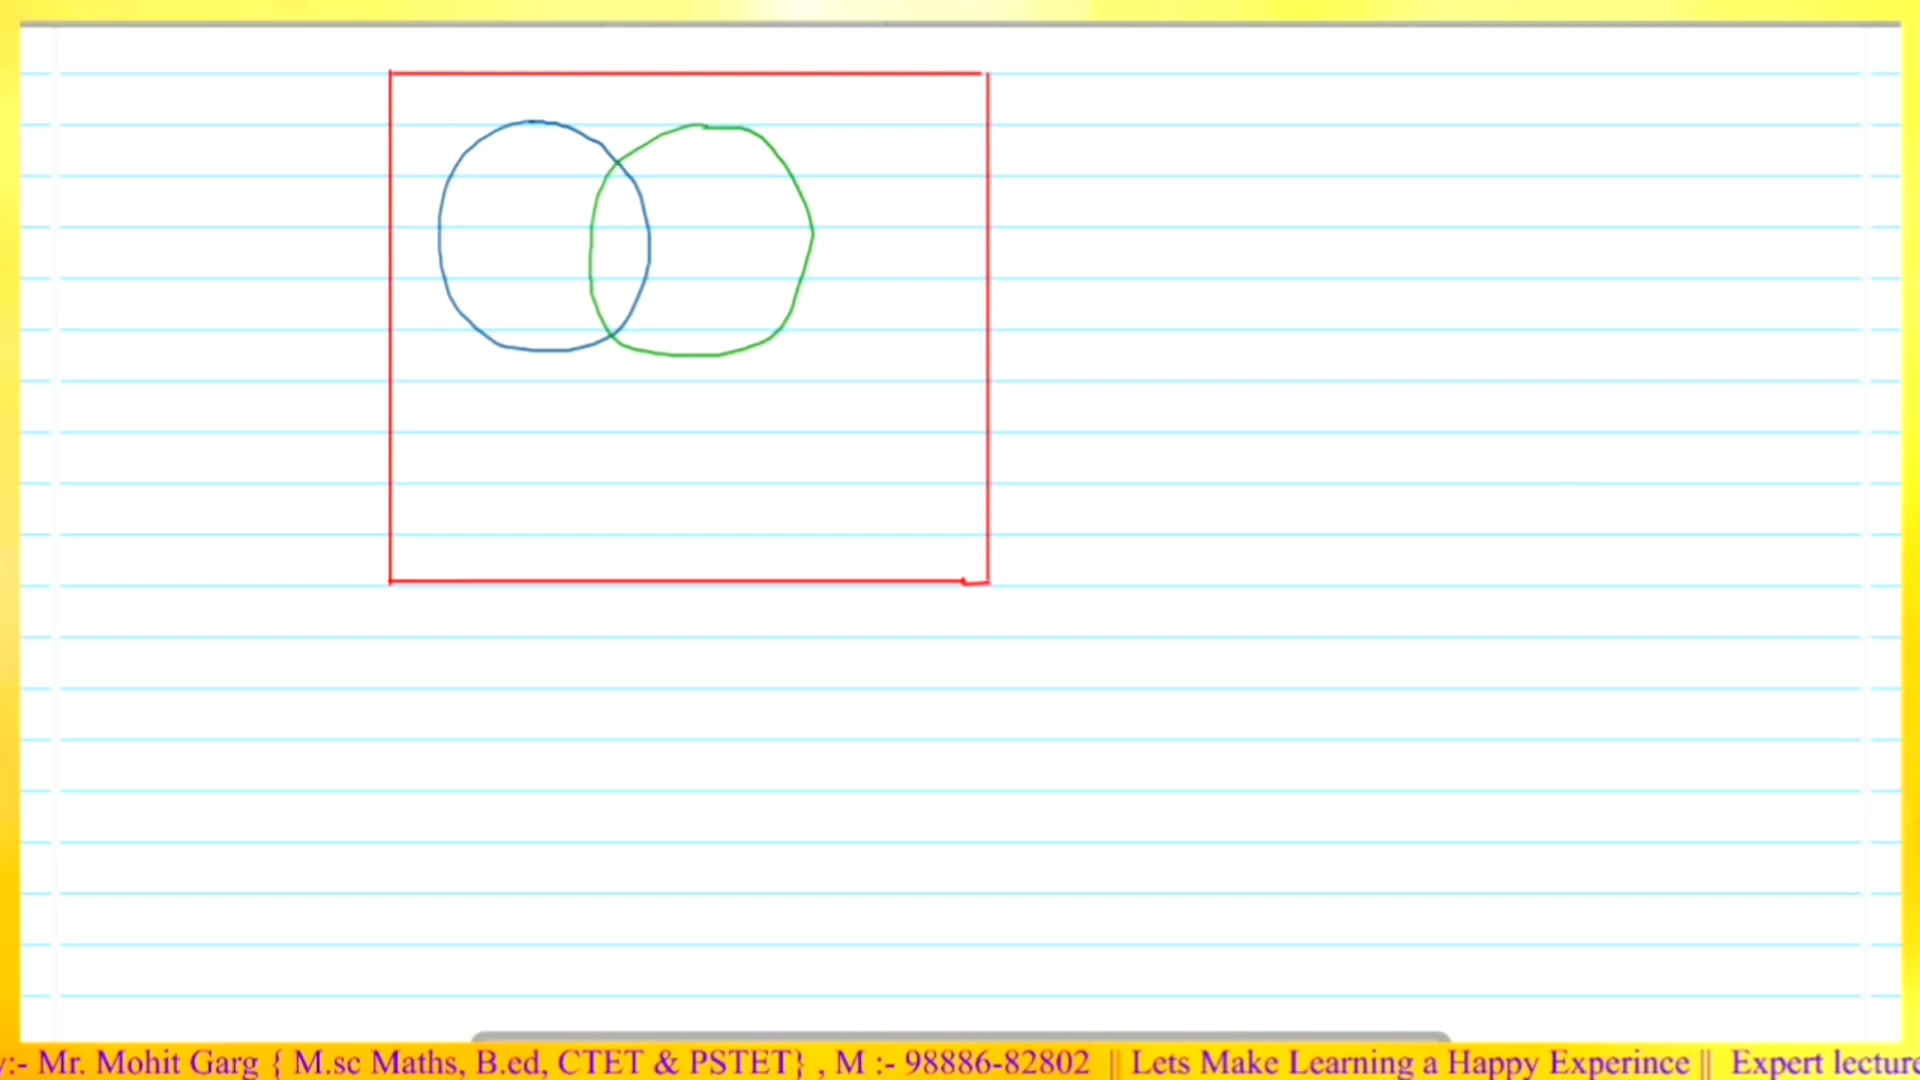 y:- Mr. Mohit Garg { M.sc Maths, B.ed, CTET & PSTET} , M :- 98886-82802 || Lets Make Learning a Happy Experince || Expert lecture